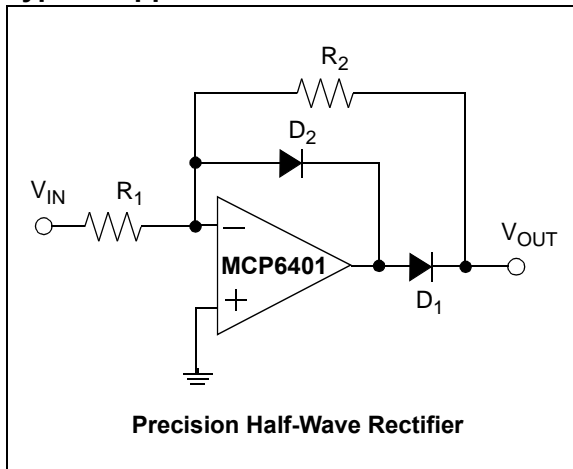 R2
D2
VIN
R1
−
MCP6401
+
VOUT
D1
Precision Half-Wave Rectifier